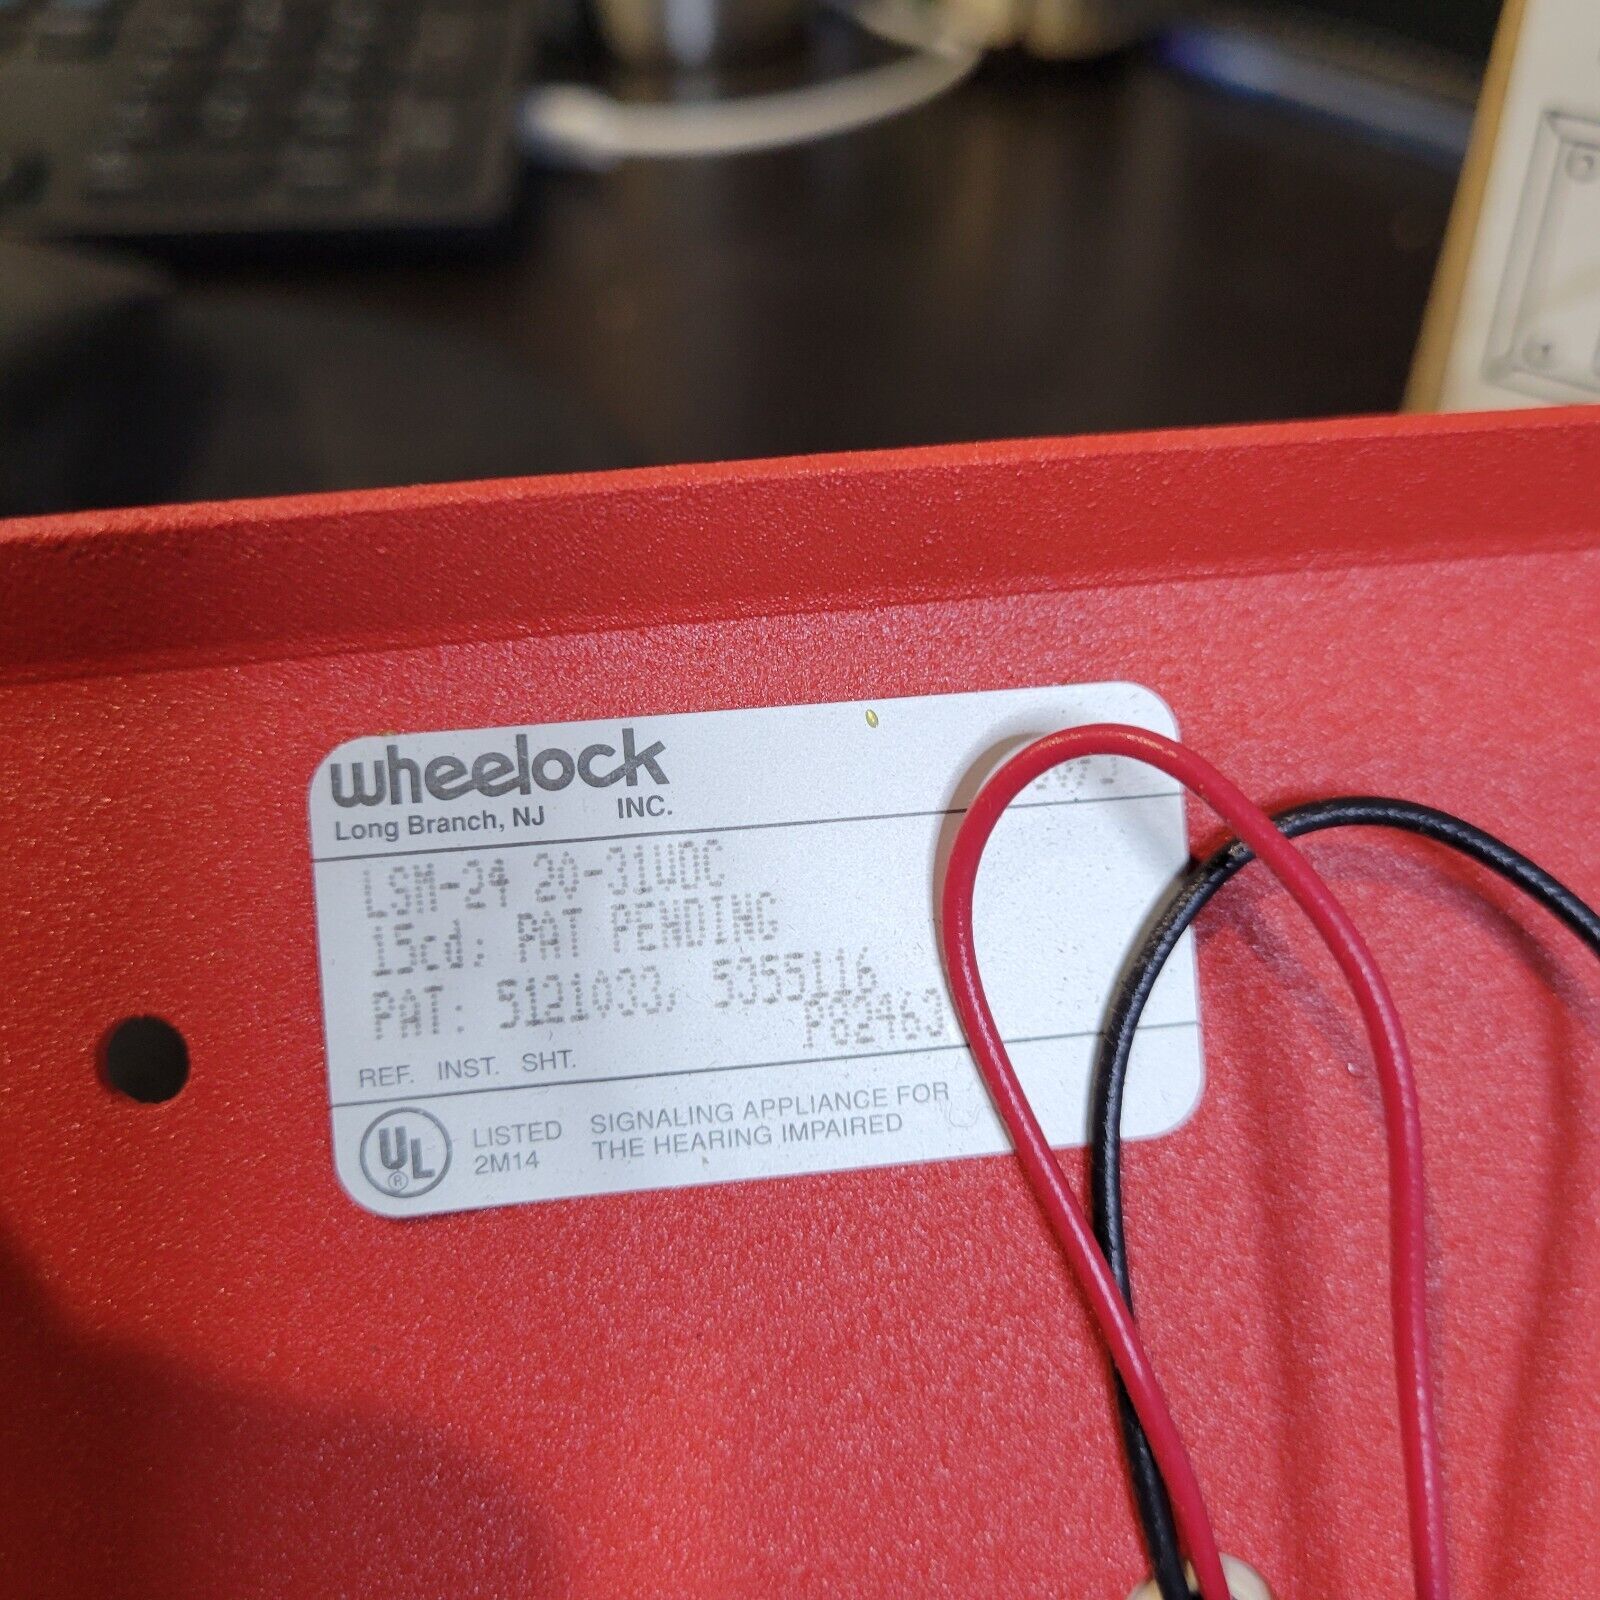 wheelock
Long Branch, NJ INC.
LSM-24 20-31VDC
PAT PENDING
PAT: 5121033, 5355116
P82463
REF. INST. SHT.
UL ® LISTED 2M14 SIGNALING APPLIANCE FOR
THE HEARING IMPAIRED